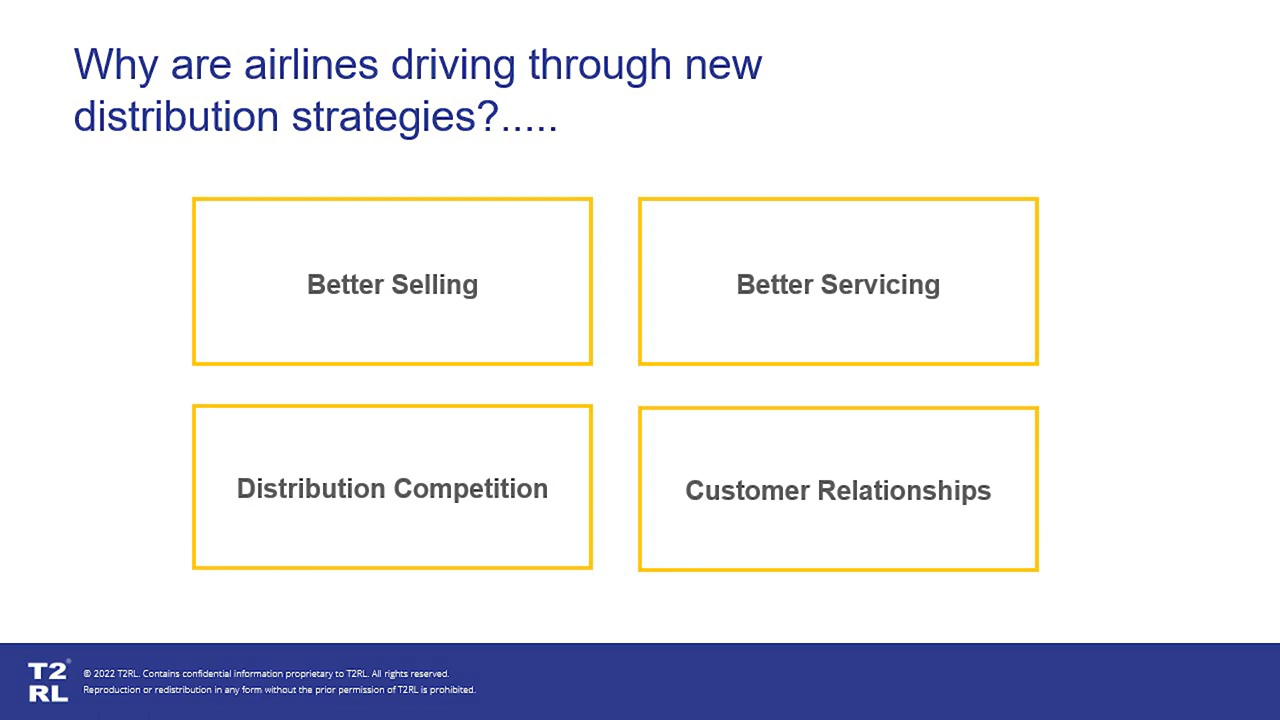 Why are airlines driving through new
distribution strategies?.....
Better Selling
Better Servicing
Distribution Competition
Customer Relationships
T2
RL
®
© 2022 T2RL. Contains confidential information proprietary to T2RL. All rights reserved.
Reproduction or redistribution in any form without the prior permission of T2RL is prohibited.